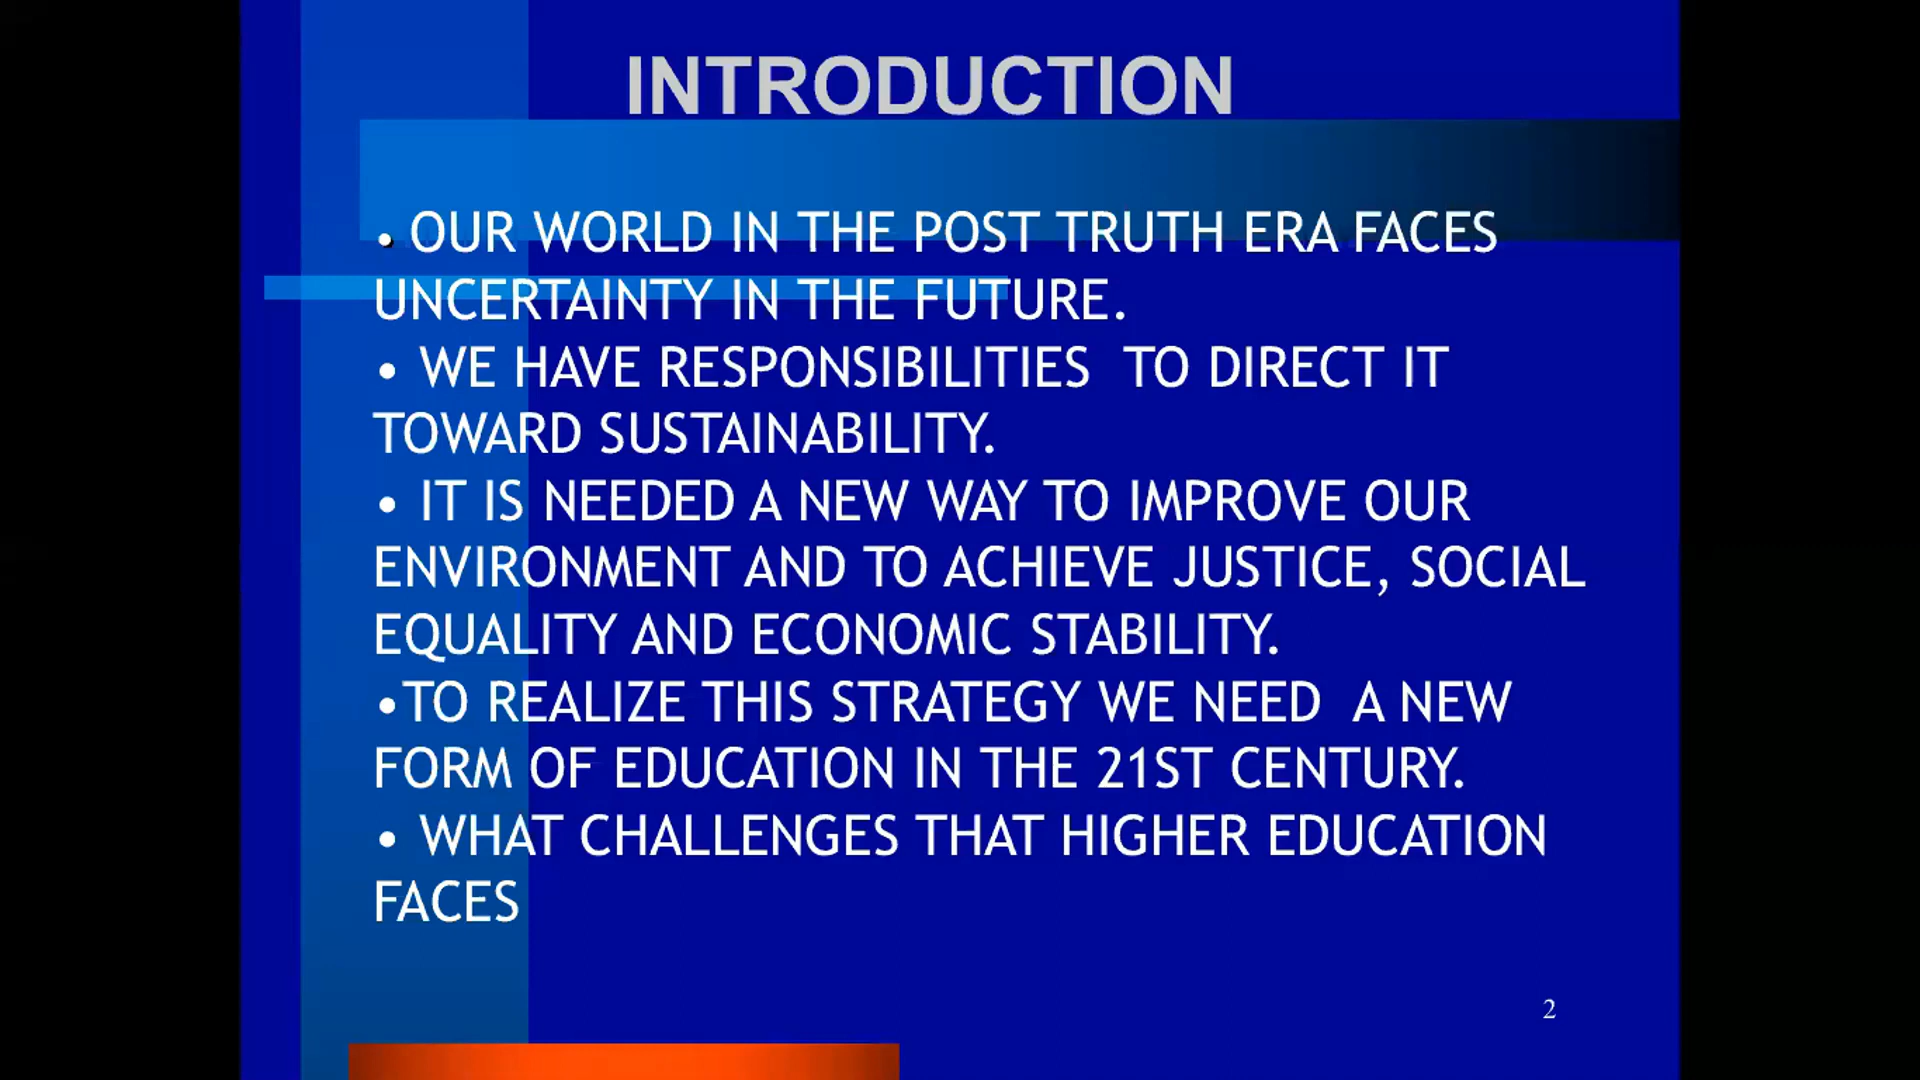 INTRODUCTION
• OUR WORLD IN THE POST TRUTH ERA FACES
UNCERTAINTY IN THE FUTURE.
• WE HAVE RESPONSIBILITIES  TO DIRECT IT
TOWARD SUSTAINABILITY.
• IT IS NEEDED A NEW WAY TO IMPROVE OUR
ENVIRONMENT AND TO ACHIEVE JUSTICE, SOCIAL
EQUALITY AND ECONOMIC STABILITY.
•TO REALIZE THIS STRATEGY WE NEED  A NEW
FORM OF EDUCATION IN THE 21ST CENTURY.
• WHAT CHALLENGES THAT HIGHER EDUCATION
FACES
2